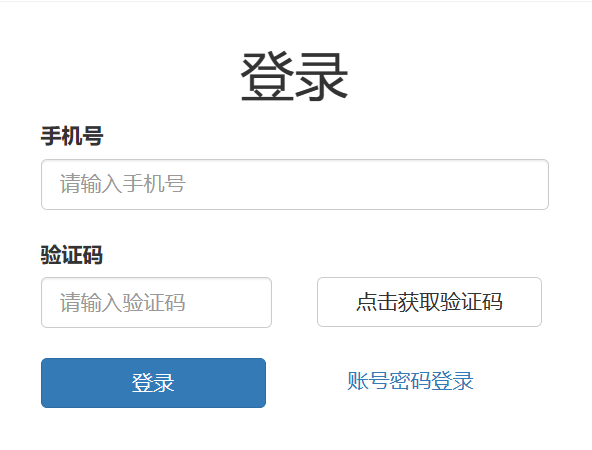 登录
手机号
请输入手机号
验证码
请输入验证码
点击获取验证码
登录
账号密码登录